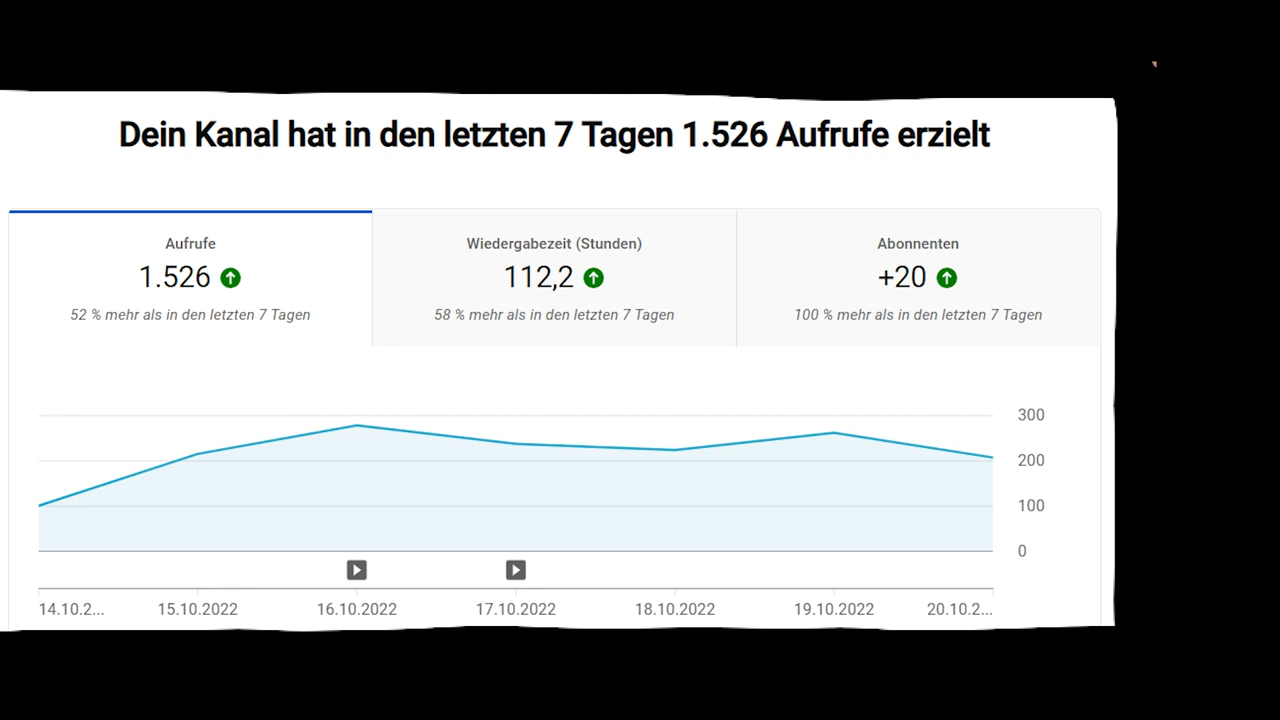 Dein Kanal hat in den letzten 7 Tagen 1.526 Aufrufe erzielt
Aufrufe
1.526
52 % mehr als in den letzten 7 Tagen
Wiedergabezeit (Stunden)
112,2
58 % mehr als in den letzten 7 Tagen
Abonnenten
+20
100 % mehr als in den letzten 7 Tagen
300
200
100
0
14.10.2... 15.10.2022 16.10.2022 17.10.2022 18.10.2022 19.10.2022 20.10.2...